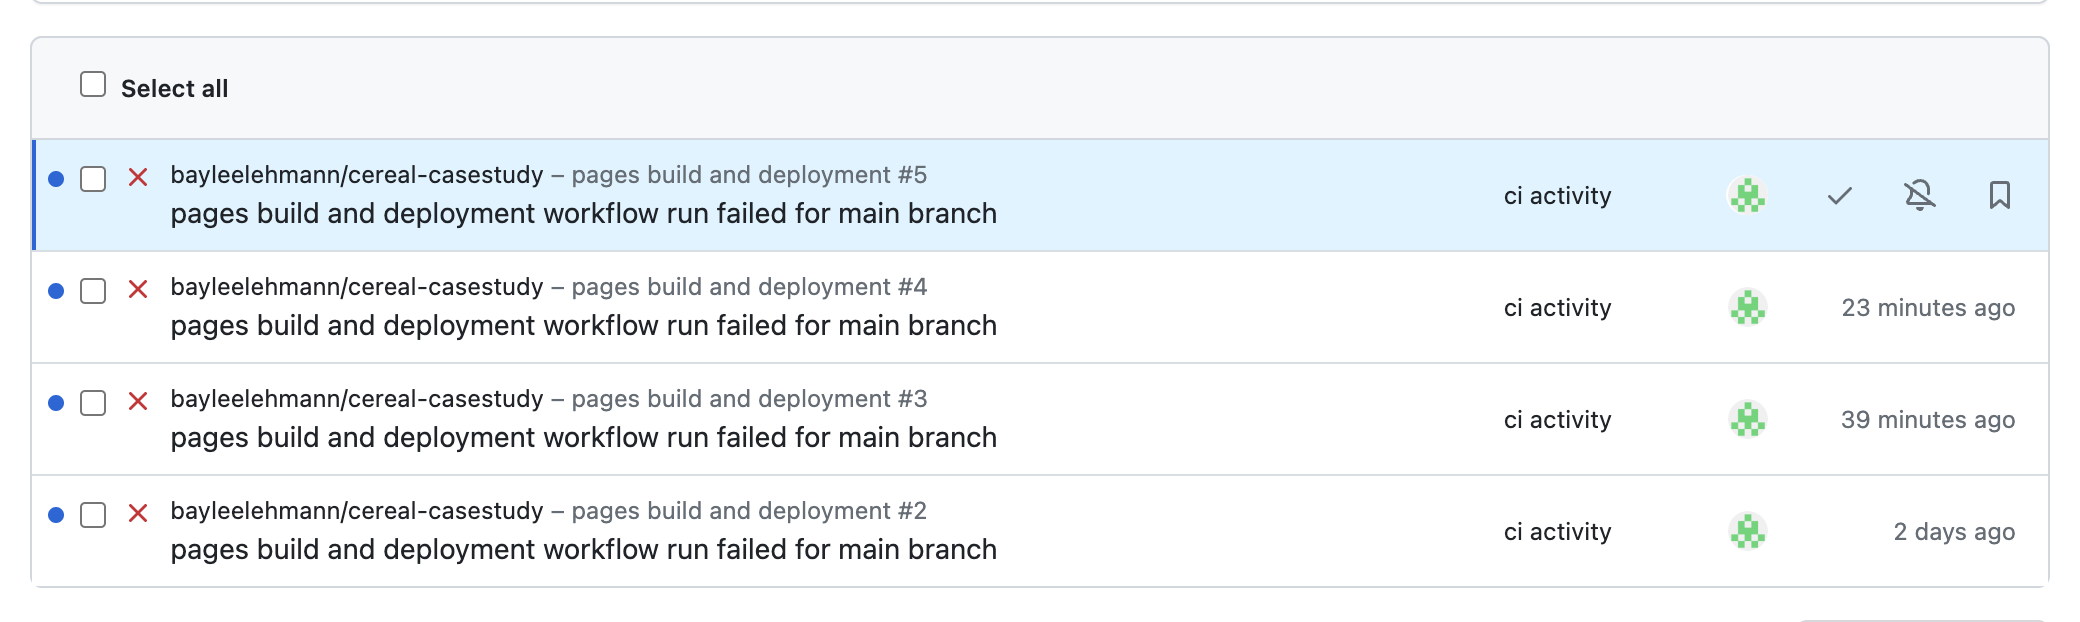 Select all
bayleelehmann/cereal-casestudy – pages build and deployment #5
pages build and deployment workflow run failed for main branch
ci activity
bayleelehmann/cereal-casestudy – pages build and deployment #4
pages build and deployment workflow run failed for main branch
ci activity
23 minutes ago
bayleelehmann/cereal-casestudy – pages build and deployment #3
pages build and deployment workflow run failed for main branch
ci activity
39 minutes ago
bayleelehmann/cereal-casestudy – pages build and deployment #2
pages build and deployment workflow run failed for main branch
ci activity
2 days ago